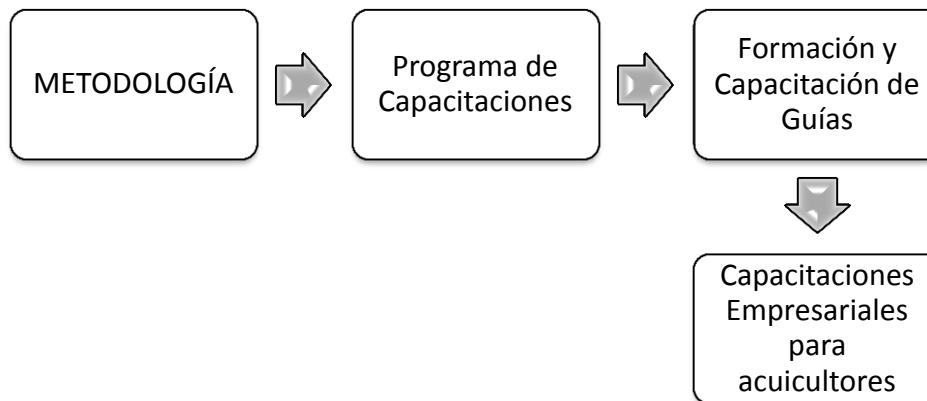 METODOLOGÍA
Programa de
Capacitaciones
Formación y
Capacitación de
Guías
Capacitaciones
Empresariales
para
acuicultores